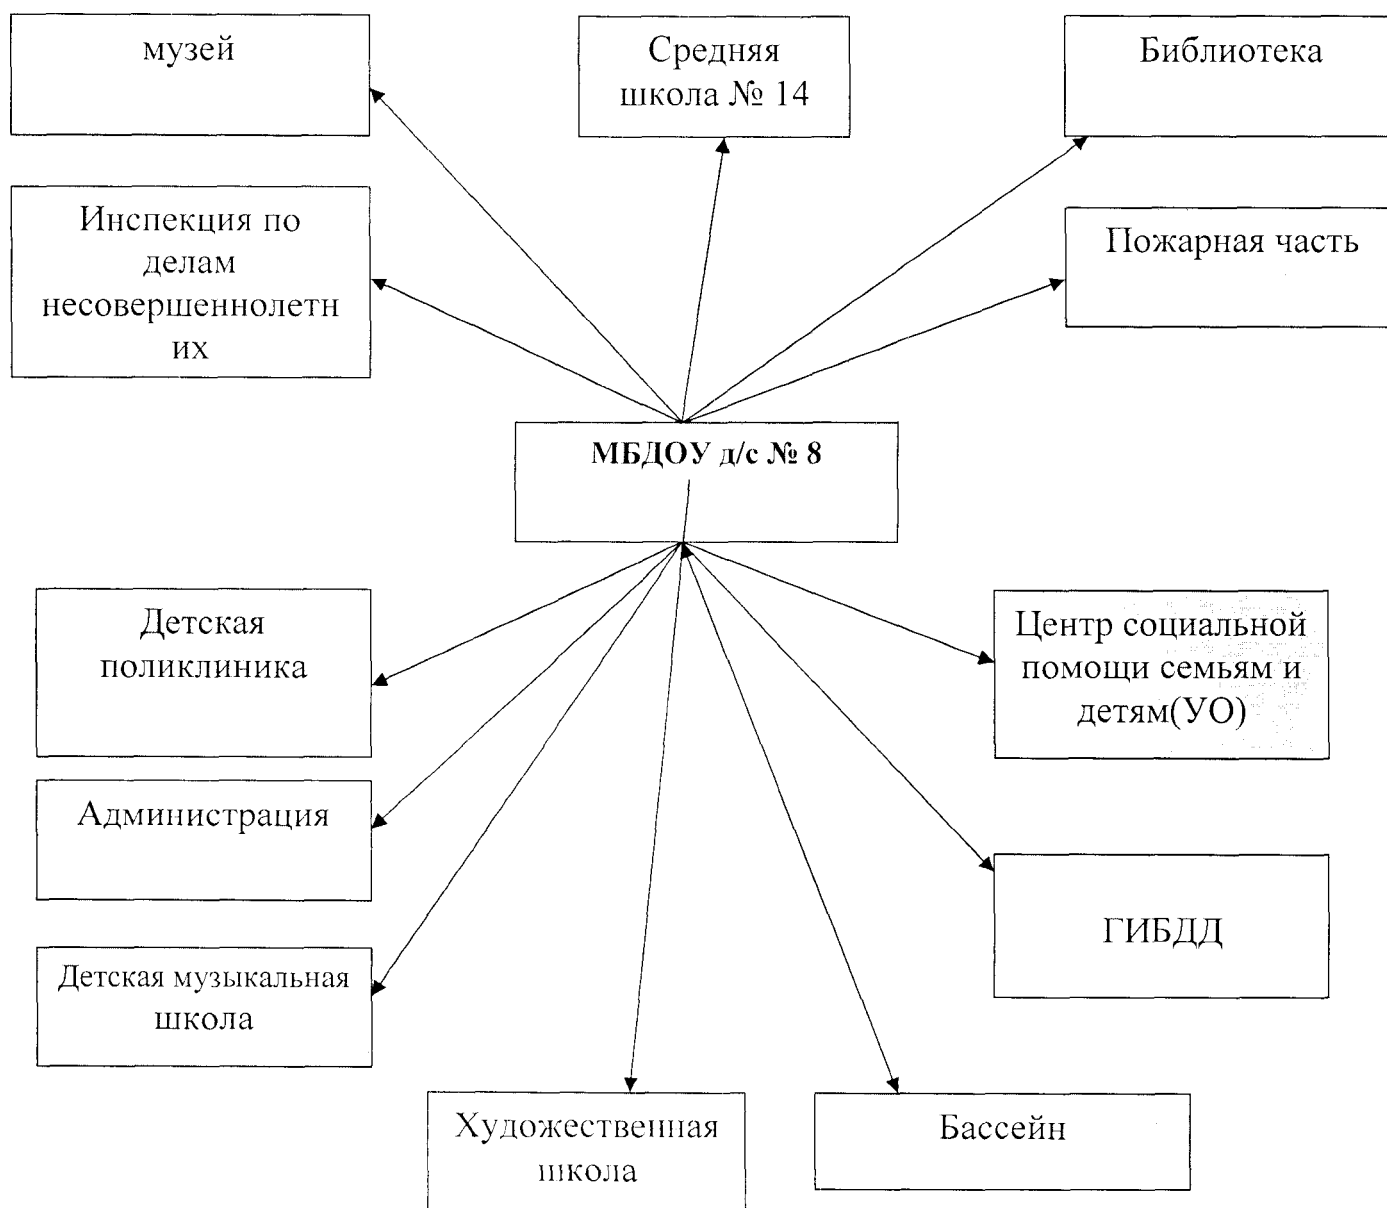 музей
Средняя
школа № 14
Библиотека
Инспекция по
делам
несовершеннолетн
их
Пожарная часть
МБДОУ д/с № 8
Детская
поликлиника
Центр социальной
помощи семьям и
детям(УО)
Администрация
ГИБДД
Детская музыкальная
школа
Художественная
школа
Бассейн